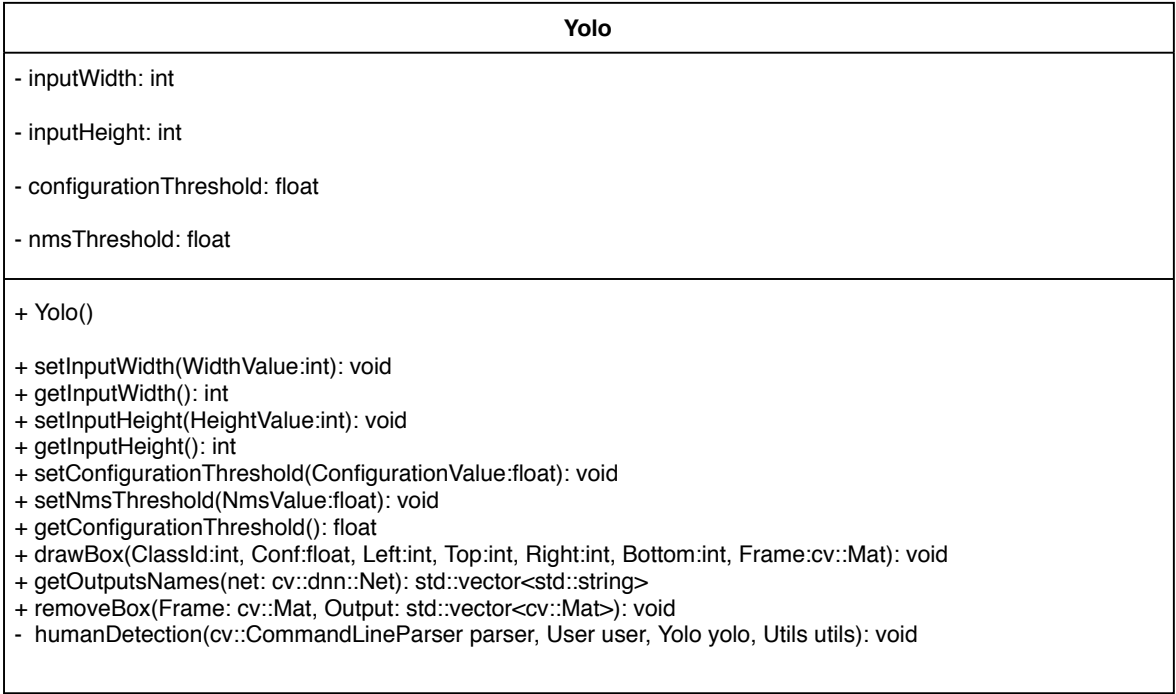 Yolo
- inputWidth: int
- inputHeight: int
- configurationThreshold: float
- nmsThreshold: float
+ Yolo()
+ setInputWidth(WidthValue:int): void
+ getInputWidth(): int
+ setInputHeight(HeightValue:int): void
+ getInputHeight(): int
+ setConfigurationThreshold(ConfigurationValue:float): void
+ setNmsThreshold(NmsValue:float): void
+ getConfigurationThreshold(): float
+ drawBox(ClassId:int, Conf:float, Left:int, Top:int, Right:int, Bottom:int, Frame:cv::Mat): void
+ getOutputsNames(net: cv::dnn::Net): std::vector<std::string>
+ removeBox(Frame: cv::Mat, Output: std::vector<cv::Mat>): void
- humanDetection(cv::CommandLineParser parser, User user, Yolo yolo, Utils utils): void